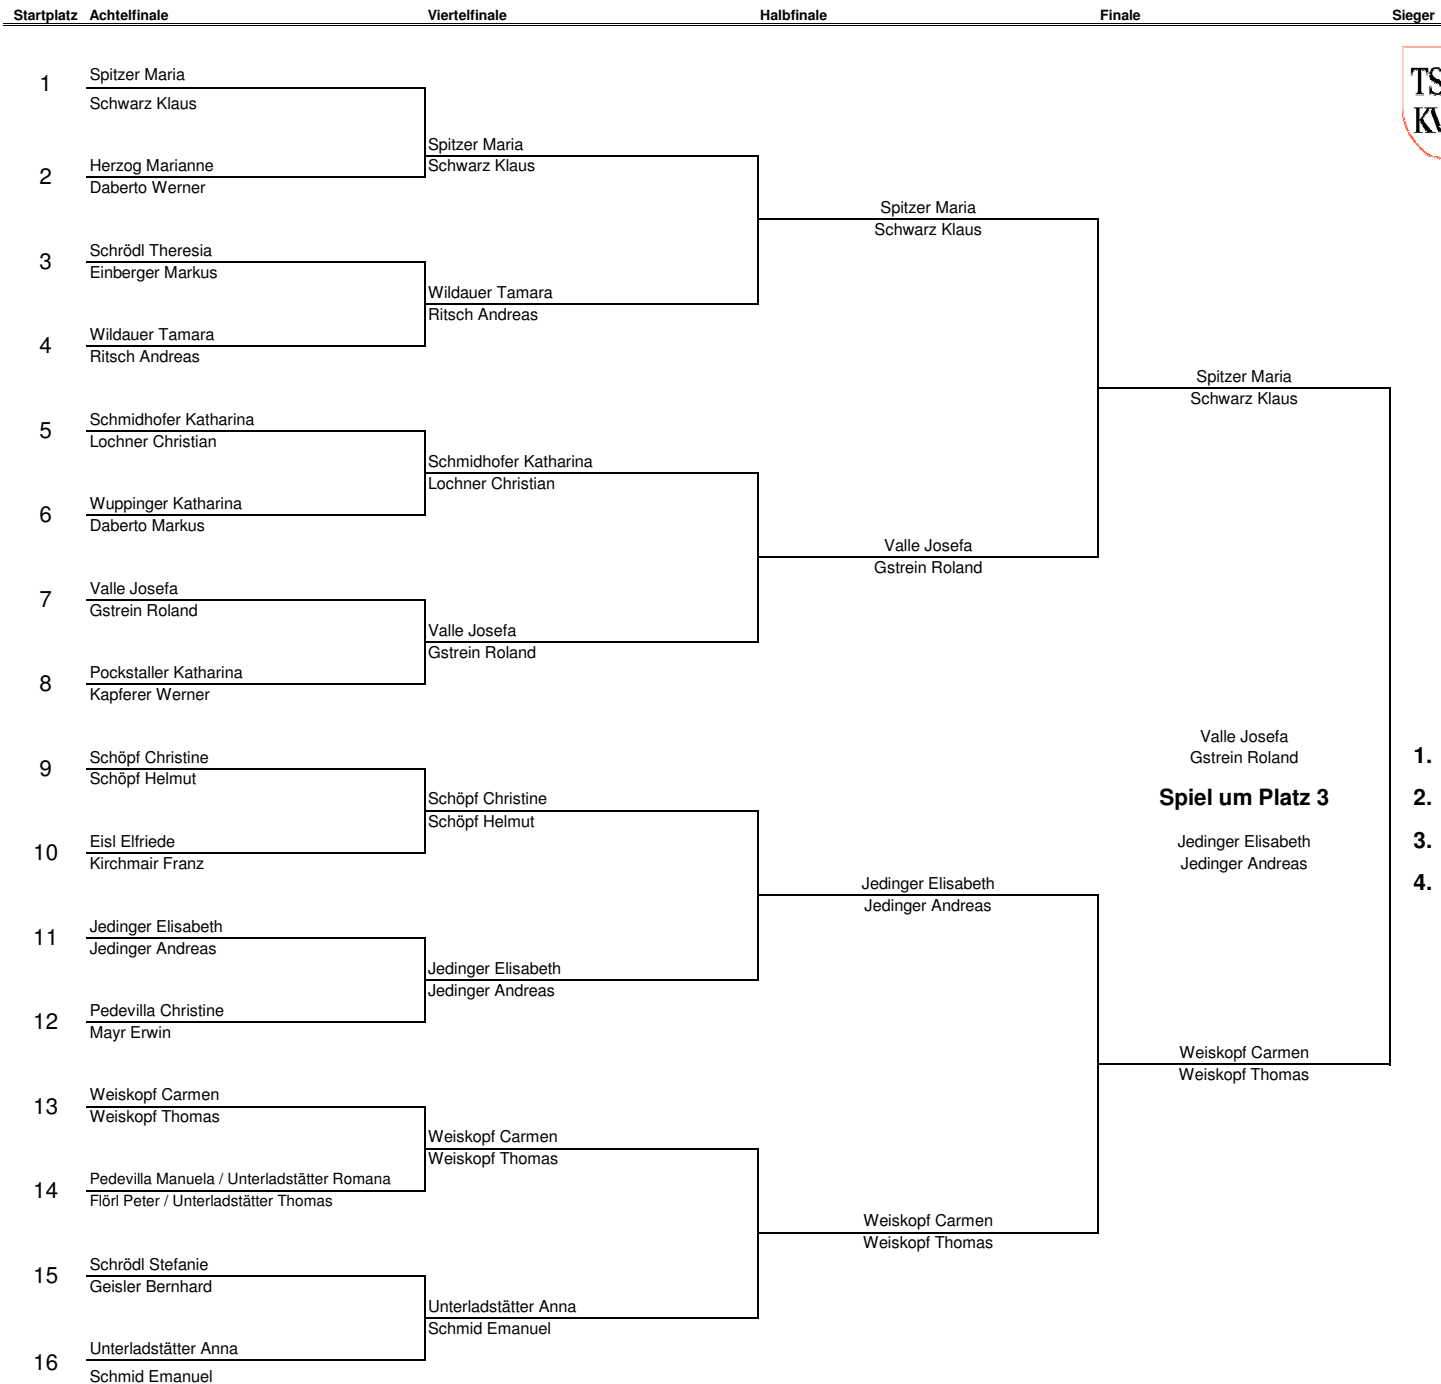 Startplatz Achtelfinale Viertelfinale Halbfinale Finale Sieger
1
Spitzer Maria
Schwarz Klaus
2
Herzog Marianne
Daberto Werner
3
Schrödl Theresia
Einberger Markus
4
Wildauer Tamara
Ritsch Andreas
5
Schmidhofer Katharina
Lochner Christian
6
Wuppinger Katharina
Daberto Markus
7
Valle Josefa
Gstrein Roland
8
Pockstaller Katharina
Kapferer Werner
9
Schöpf Christine
Schöpf Helmut
10
Eisl Elfriede
Kirchmair Franz
11
Jedinger Elisabeth
Jedinger Andreas
12
Pedevilla Christine
Mayr Erwin
13
Weiskopf Carmen
Weiskopf Thomas
14
Pedevilla Manuela / Unterladstätter Romana
Flörl Peter / Unterladstätter Thomas
15
Schrödl Stefanie
Geisler Bernhard
16
Unterladstätter Anna
Schmid Emanuel
Spitzer Maria
Schwarz Klaus
Wildauer Tamara
Ritsch Andreas
Schmidhofer Katharina
Lochner Christian
Valle Josefa
Gstrein Roland
Schöpf Christine
Schöpf Helmut
Jedinger Elisabeth
Jedinger Andreas
Weiskopf Carmen
Weiskopf Thomas
Unterladstätter Anna
Schmid Emanuel
Spitzer Maria
Schwarz Klaus
Valle Josefa
Gstrein Roland
Jedinger Elisabeth
Jedinger Andreas
Weiskopf Carmen
Weiskopf Thomas
Spitzer Maria
Schwarz Klaus
Valle Josefa
Gstrein Roland
Spiel um Platz 3
Jedinger Elisabeth
Jedinger Andreas
Weiskopf Carmen
Weiskopf Thomas
1.
2.
3.
4.